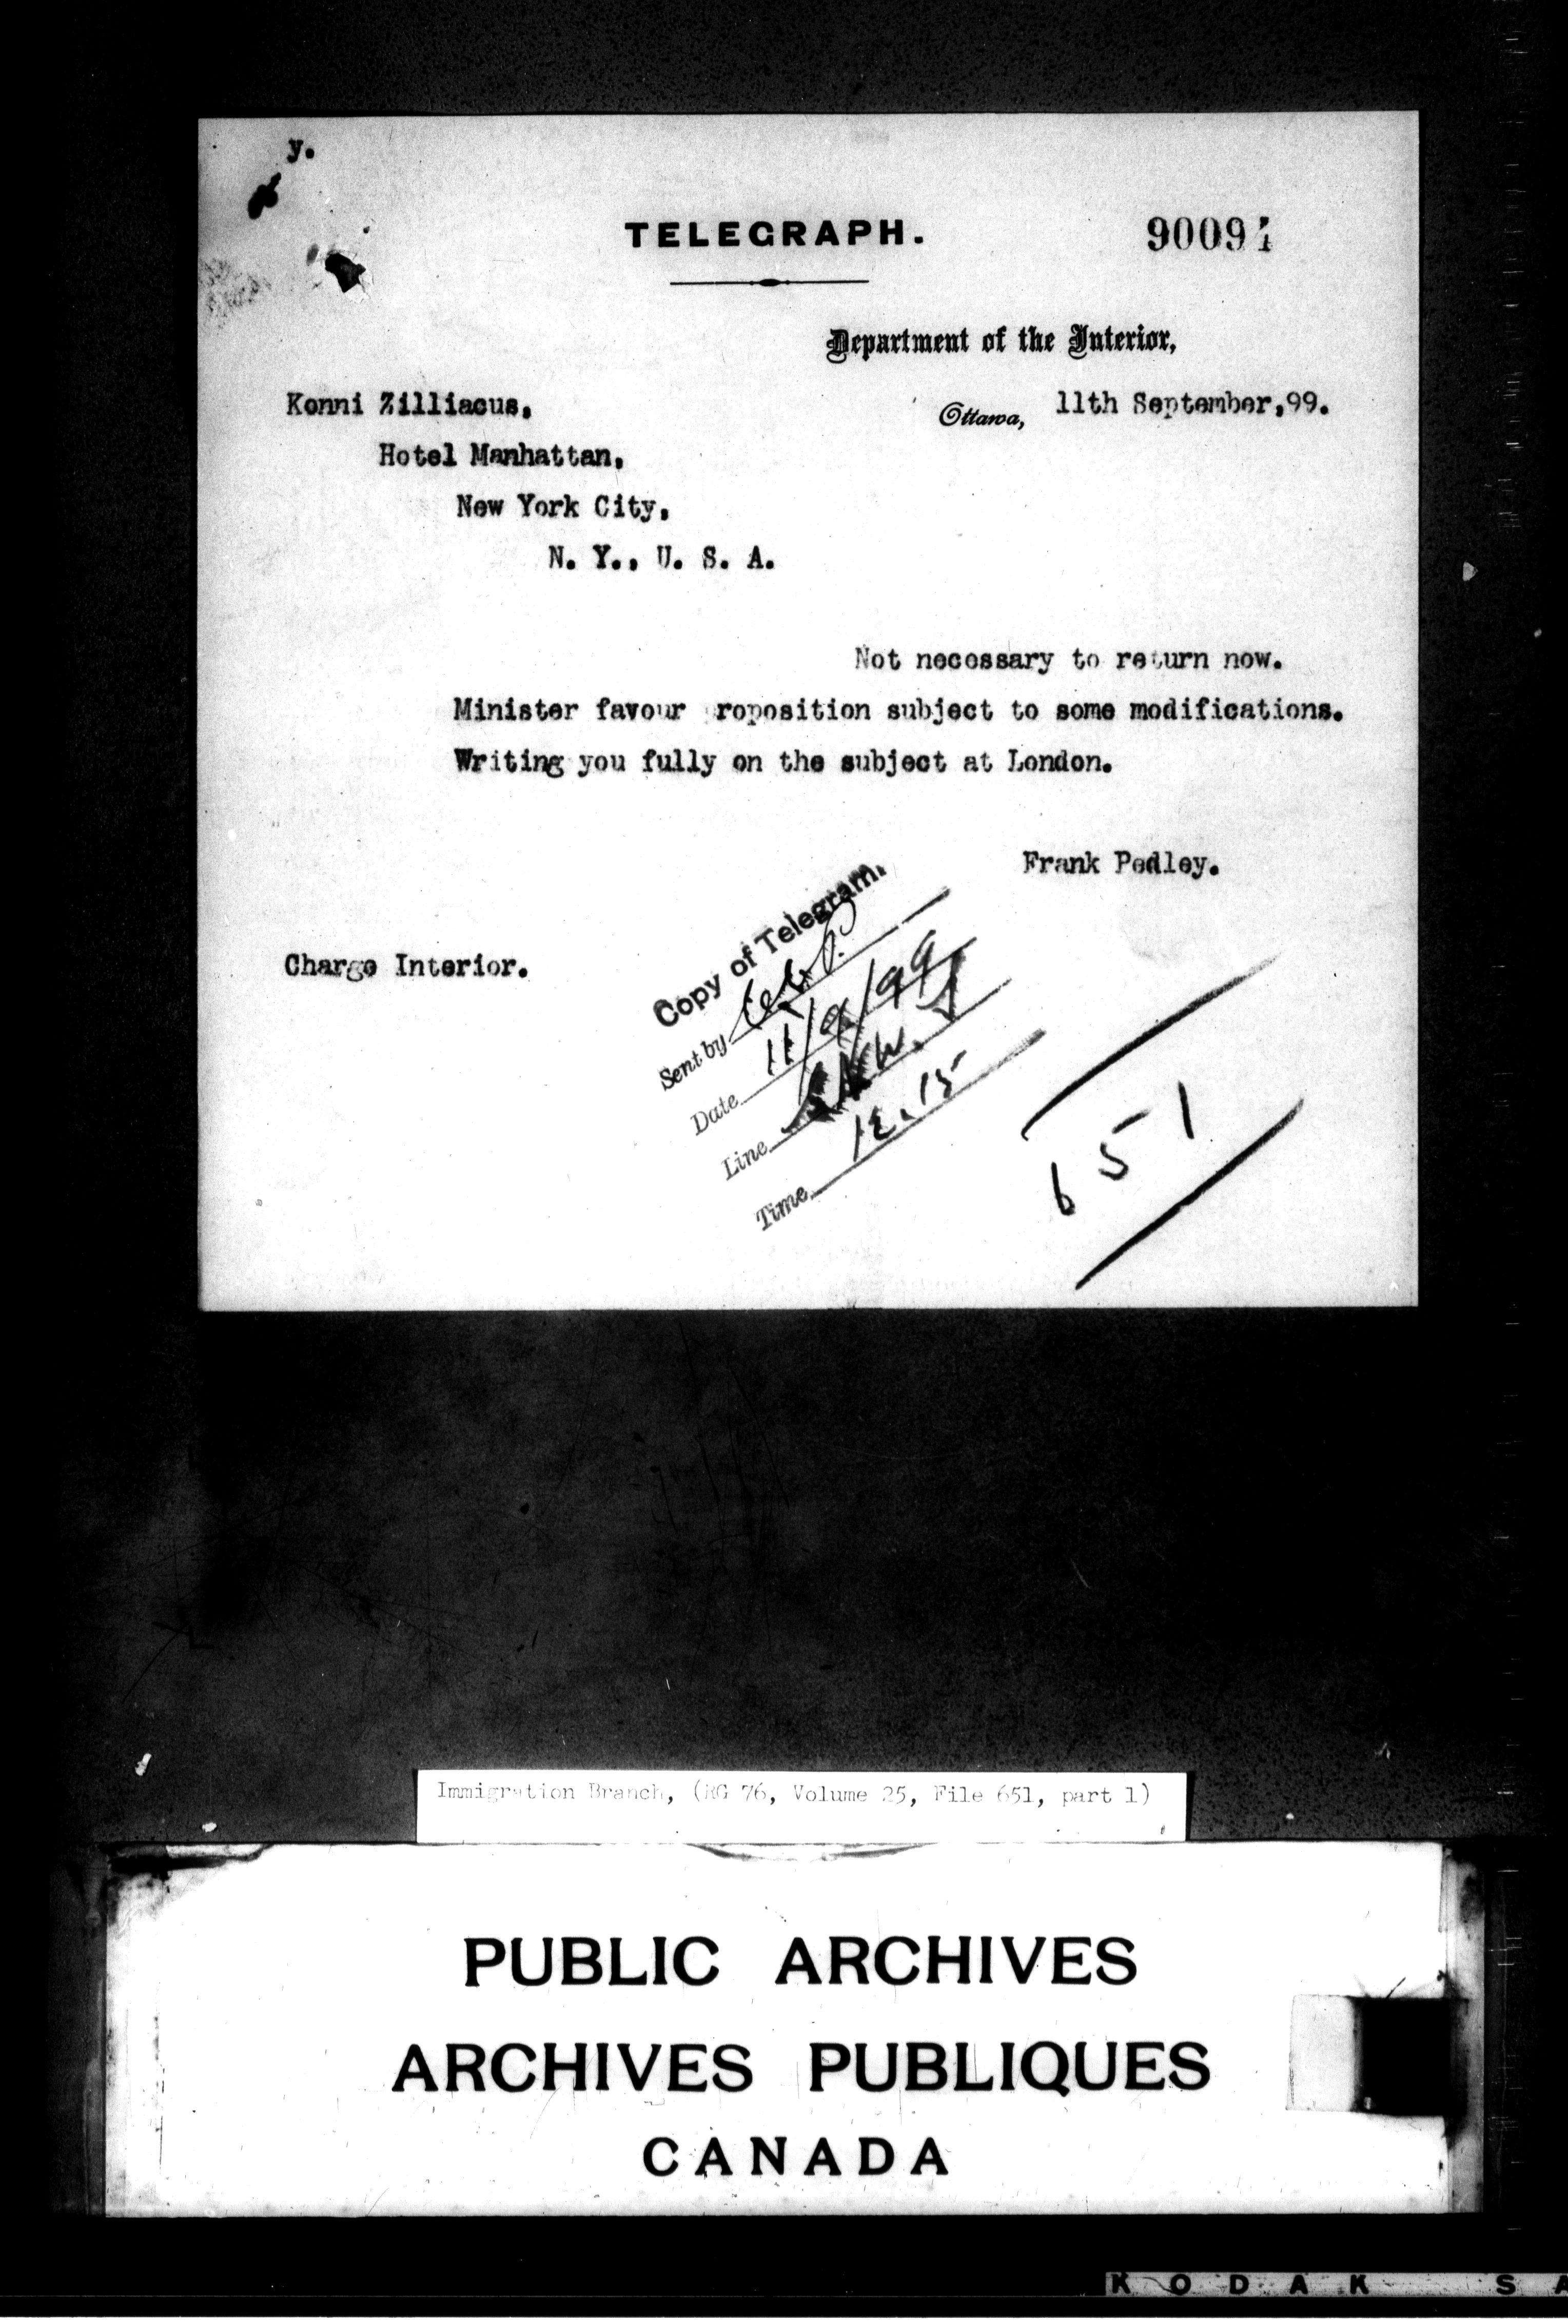 y.
TELEGRAPH.
9009
Department of the Interior,
Ottawa, 11th September,99.
Konni Zilliacus,
Hotel Manhattan,
New York City,
N. Y., U. S. A.
Not necessary to return now.
Minister favour roposition subject to some modifications.
Writing you fully on the subject at London.
Frank Pedley.
Charge Interior.
Copy of Telegram.
Sent by
Date 11/9/99
Line
Time 12.15
651
Immigration Branch, (RG 76, Volume 25, File 651, part 1)
PUBLIC ARCHIVES
ARCHIVES PUBLIQUES
CANADA
KODAK SA